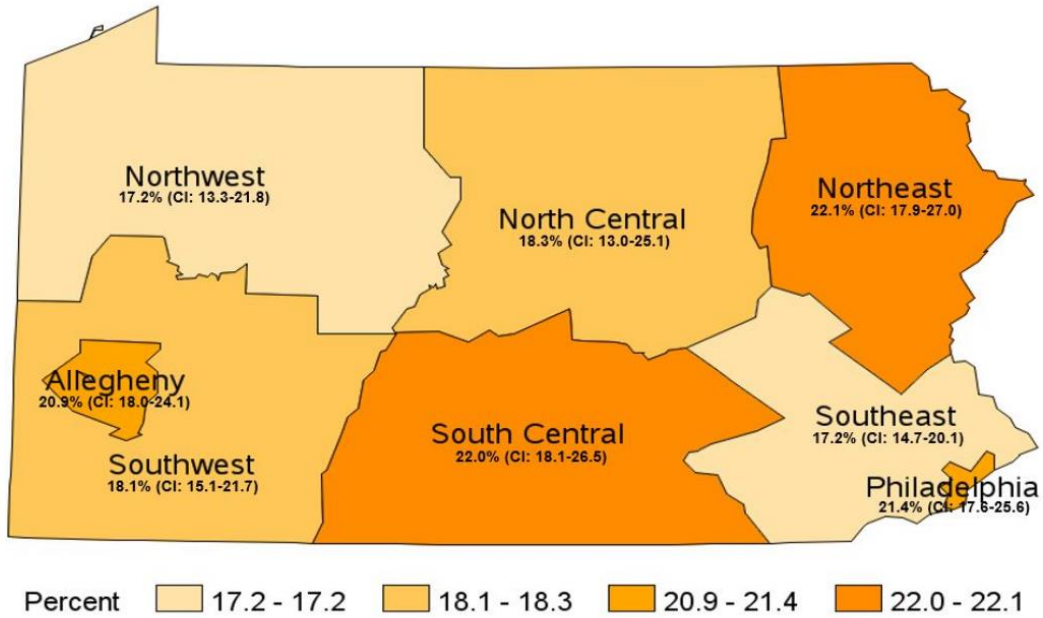 Northwest
17.2% (CI: 13.3-21.8)
North Central
18.3% (CI: 13.0-25.1)
Northeast
22.1% (CI: 17.9-27.0)
Allegheny
20.9% (CI: 18.0-24.1)
Southwest
18.1% (CI: 15.1-21.7)
South Central
22.0% (CI: 18.1-26.5)
Southeast
17.2% (CI: 14.7-20.1)
Philadelphia
21.4% (CI: 17.6-25.6)
Percent 17.2 - 17.2 18.1 - 18.3 20.9 - 21.4 22.0 - 22.1